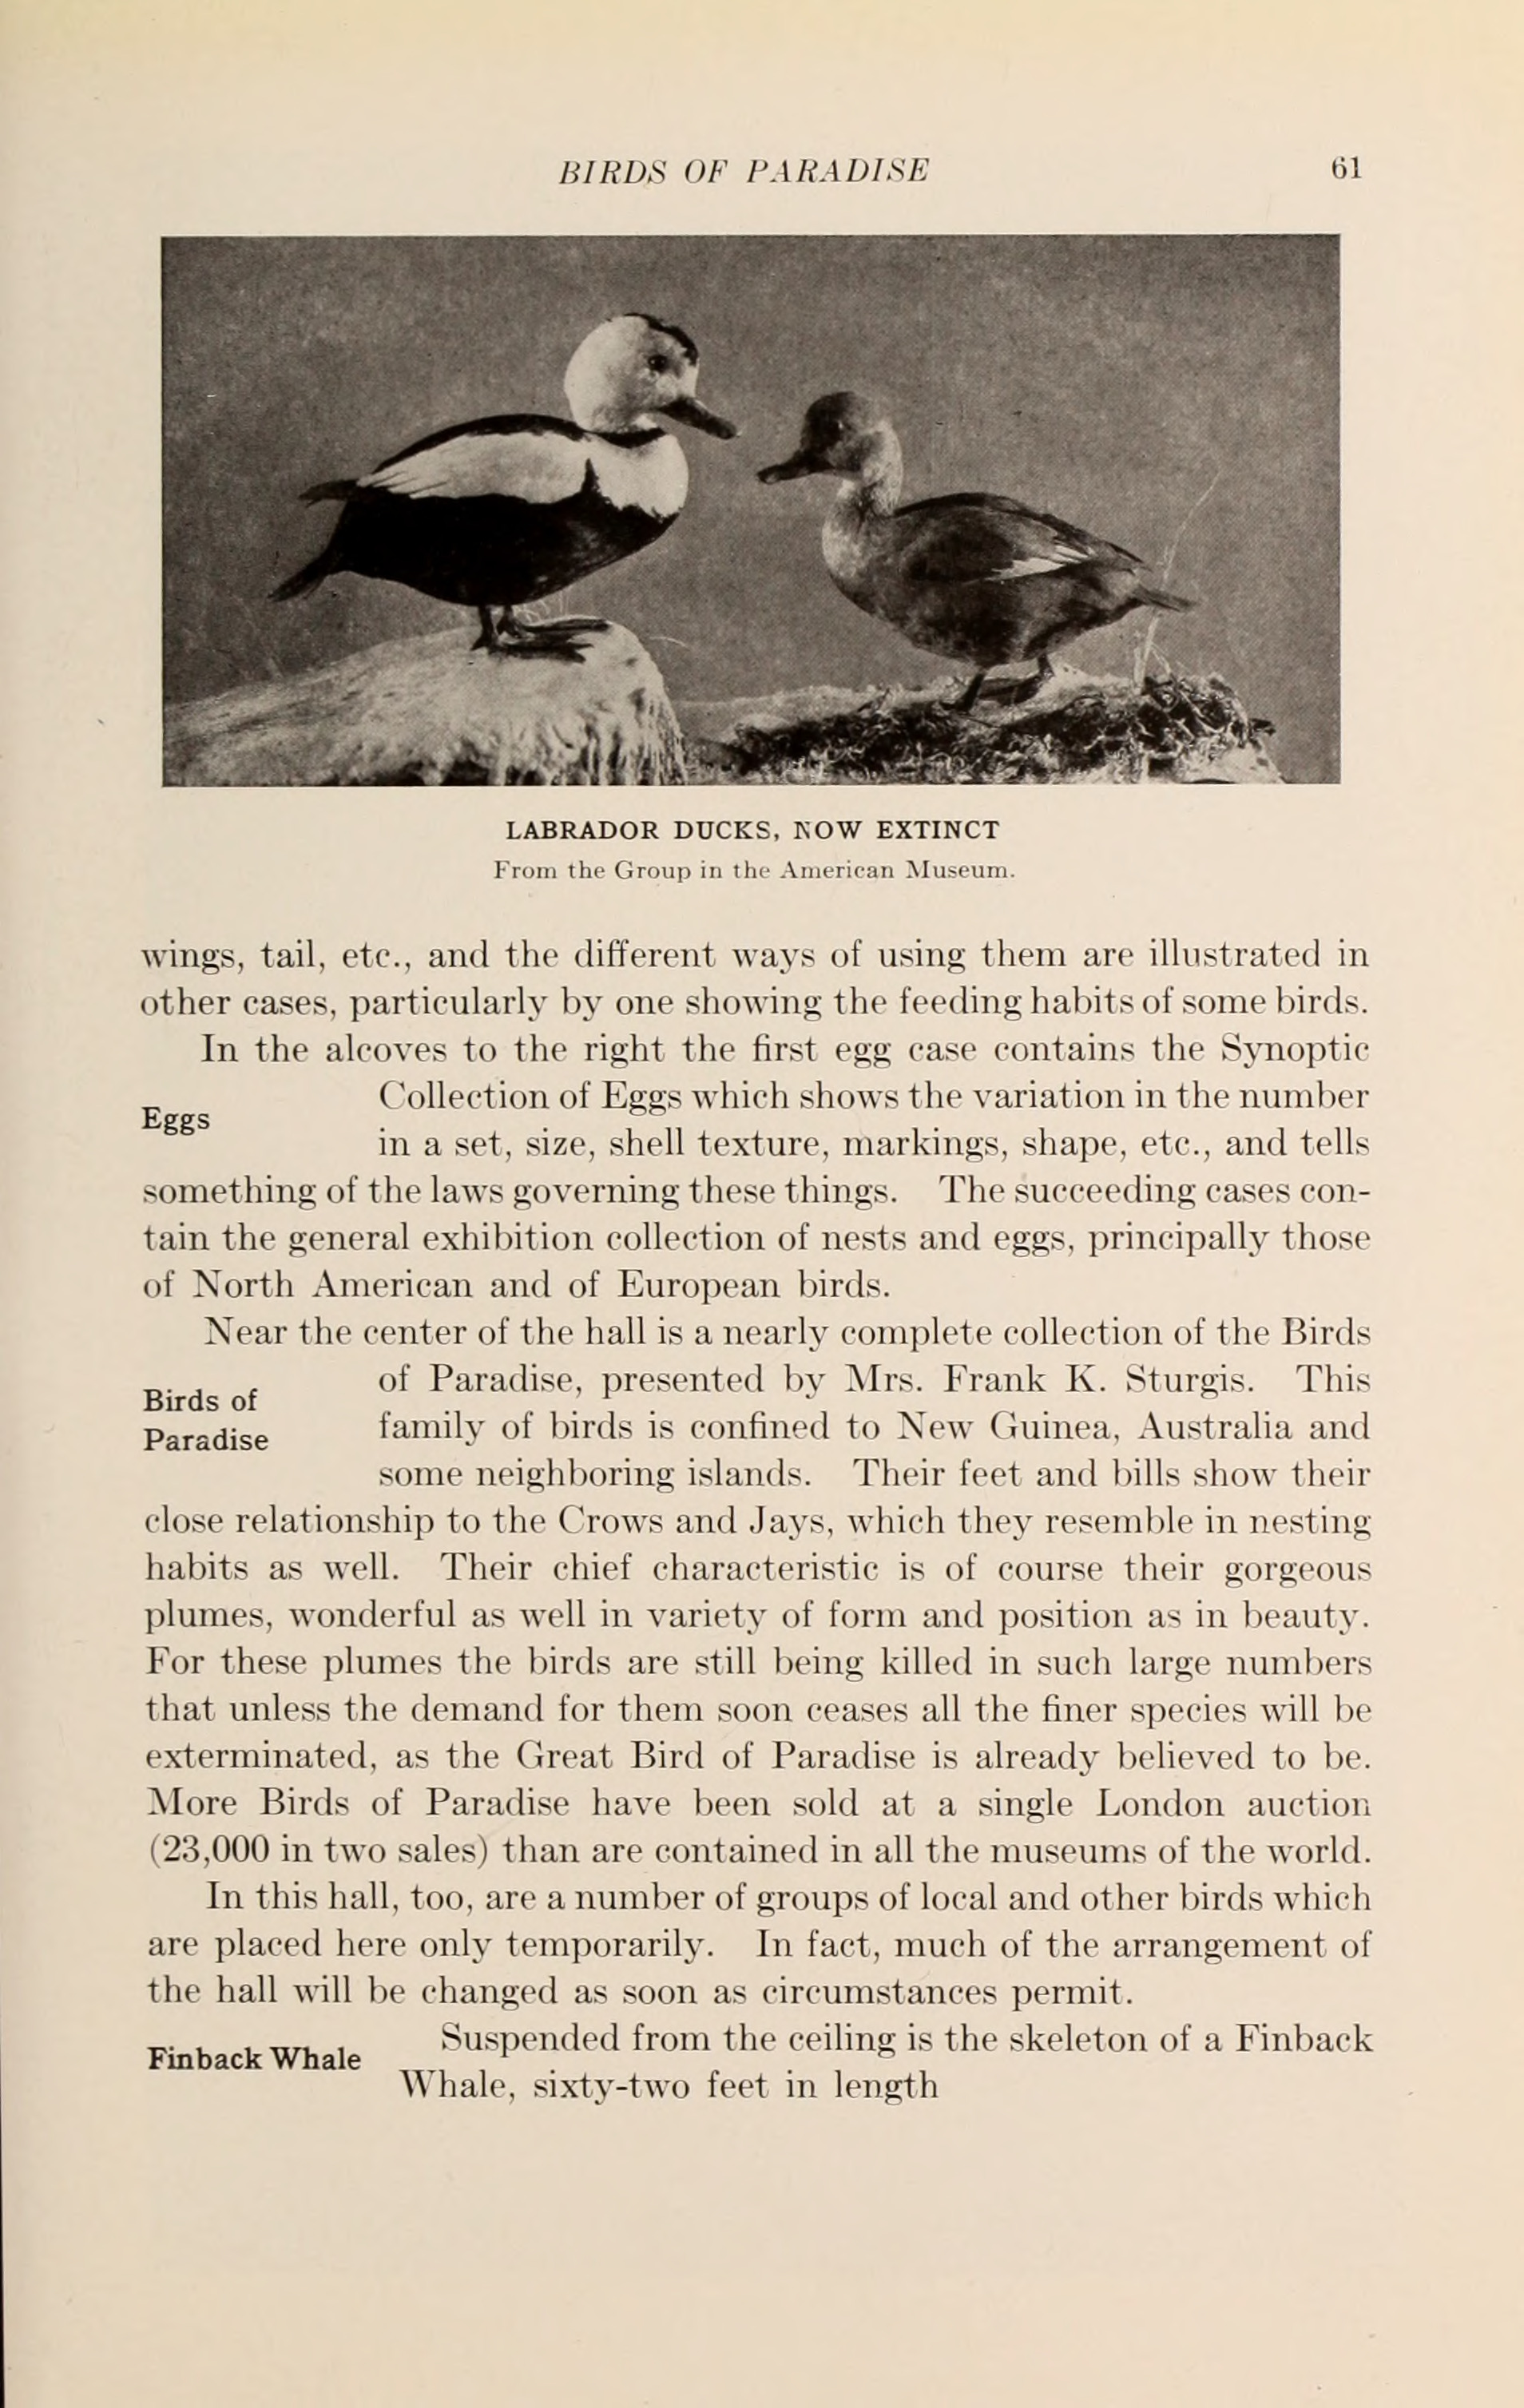 BIRDS OF PARADISE 61
LABRADOR DUCKS, NOW EXTINCT
From the Group in the American Museum.
wings, tail, etc., and the different ways of using them are illustrated in
other cases, particularly by one showing the feeding habits of some birds.
In the alcoves to the right the first egg case contains the Synoptic
Eggs
Collection of Eggs which shows the variation in the number
in a set, size, shell texture, markings, shape, etc., and tells
something of the laws governing these things. The succeeding cases con-
tain the general exhibition collection of nests and eggs, principally those
of North American and of European birds.
Near the center of the hall is a nearly complete collection of the Birds
Birds of
Paradise
of Paradise, presented by Mrs. Frank K. Sturgis. This
family of birds is confined to New Guinea, Australia and
some neighboring islands. Their feet and bills show their
close relationship to the Crows and Jays, which they resemble in nesting
habits as well. Their chief characteristic is of course their gorgeous
plumes, wonderful as well in variety of form and position as in beauty.
For these plumes the birds are still being killed in such large numbers
that unless the demand for them soon ceases all the finer species will be
exterminated, as the Great Bird of Paradise is already believed to be.
More Birds of Paradise have been sold at a single London auction
(23,000 in two sales) than are contained in all the museums of the world.
In this hall, too, are a number of groups of local and other birds which
are placed here only temporarily. In fact, much of the arrangement of
the hall will be changed as soon as circumstances permit.
Finback Whale
Suspended from the ceiling is the skeleton of a Finback
Whale, sixty-two feet in length